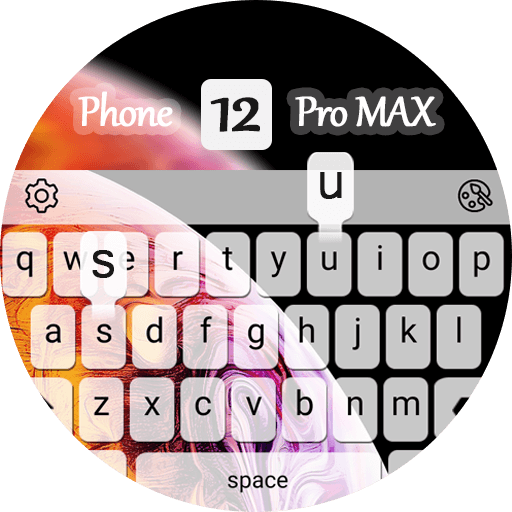 Phone 12 Pro MAX
u
q w s e r t y u i o p
a s d f g h j k l
z x c v b n m
space